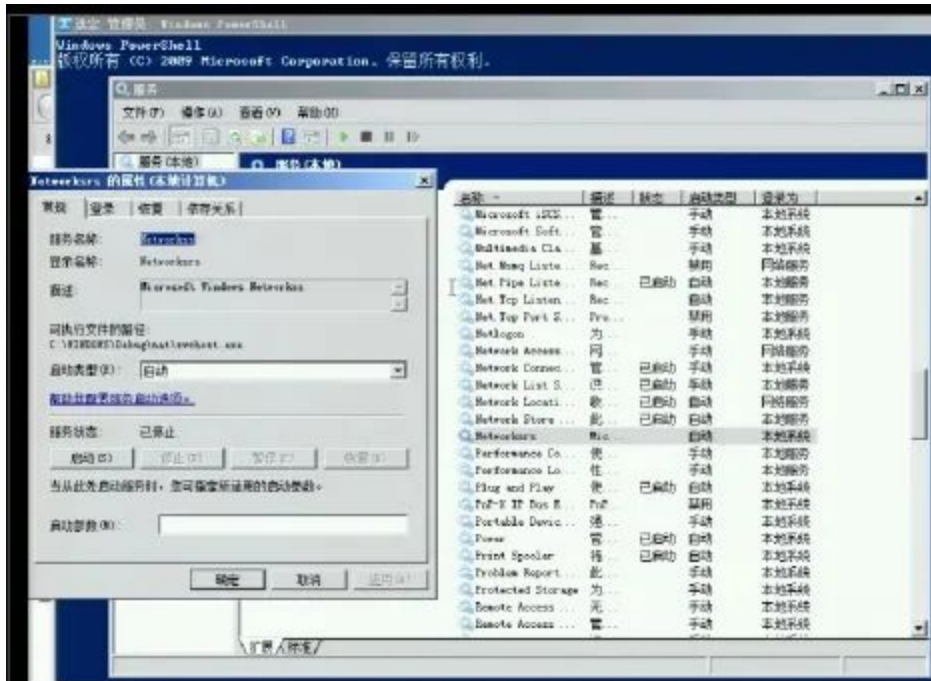 管理员: Windows PowerShell
Windows PowerShell
版权所有 (C) 2009 Microsoft Corporation。保留所有权利。
服务
文件(F) 操作(A) 查看(V) 帮助(H)
服务(本地)
服务(本地)
Networkxrs 的属性(本地计算机)
常规 登录 恢复 依存关系
服务名称:
显示名称:
描述: Microsoft Windows
可执行文件的路径:
启动类型(E): 自动
服务状态: 已停止
启动(S) 停止(T) 暂停(P) 恢复(R)
当从此处启动服务时,您可指定所适用的启动参数。
启动参数(M):
确定 取消 应用(A)
名称 描述 状态 启动类型 登录为
Microsoft iSCS... 管... 手动 本地系统
Microsoft Soft... 管... 手动 本地系统
Multimedia Cla... 基... 手动 本地系统
Net.Msmq Liste... Rec... 禁用 网络服务
Net.Pipe Liste... Rec... 已启动 自动 本地服务
Net.Tcp Listen... Rec... 自动 本地服务
Net.Tcp Port S... Pro... 禁用 本地服务
Netlogon 为... 手动 本地系统
Network Access... 网... 手动 网络服务
Network Connec... 管... 已启动 手动 本地系统
Network List S... 识... 已启动 手动 本地服务
Network Locati... 收... 已启动 自动 网络服务
Network Store ... 此... 已启动 自动 本地服务
Mic... 自动 本地系统
Performance Co... 使... 手动 本地服务
Performance Lo... 性... 手动 本地服务
Plug and Play 使... 已启动 自动 本地系统
PnP-X IP Bus E... PnP... 禁用 本地系统
Portable Devic... 强... 手动 本地系统
Power 管... 已启动 自动 本地系统
Print Spooler 将... 已启动 自动 本地系统
Problem Report... 此... 手动 本地系统
Protected Storage 为... 手动 本地系统
Remote Access ... 无... 手动 本地系统
Remote Access ... 管... 手动 本地系统
扩展 标准